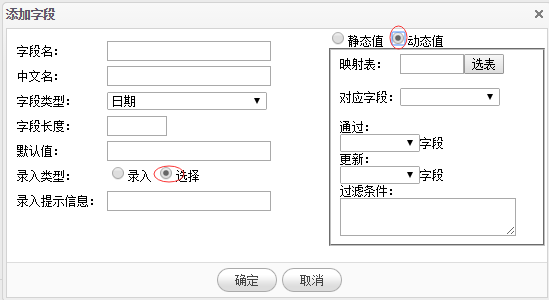 添加字段
字段名：
中文名：
字段类型： 日期
字段长度：
默认值：
录入类型： 录入 选择
录入提示信息：
静态值 动态值
映射表： 选表
对应字段：
通过：
字段
更新：
字段
过滤条件：
确定 取消